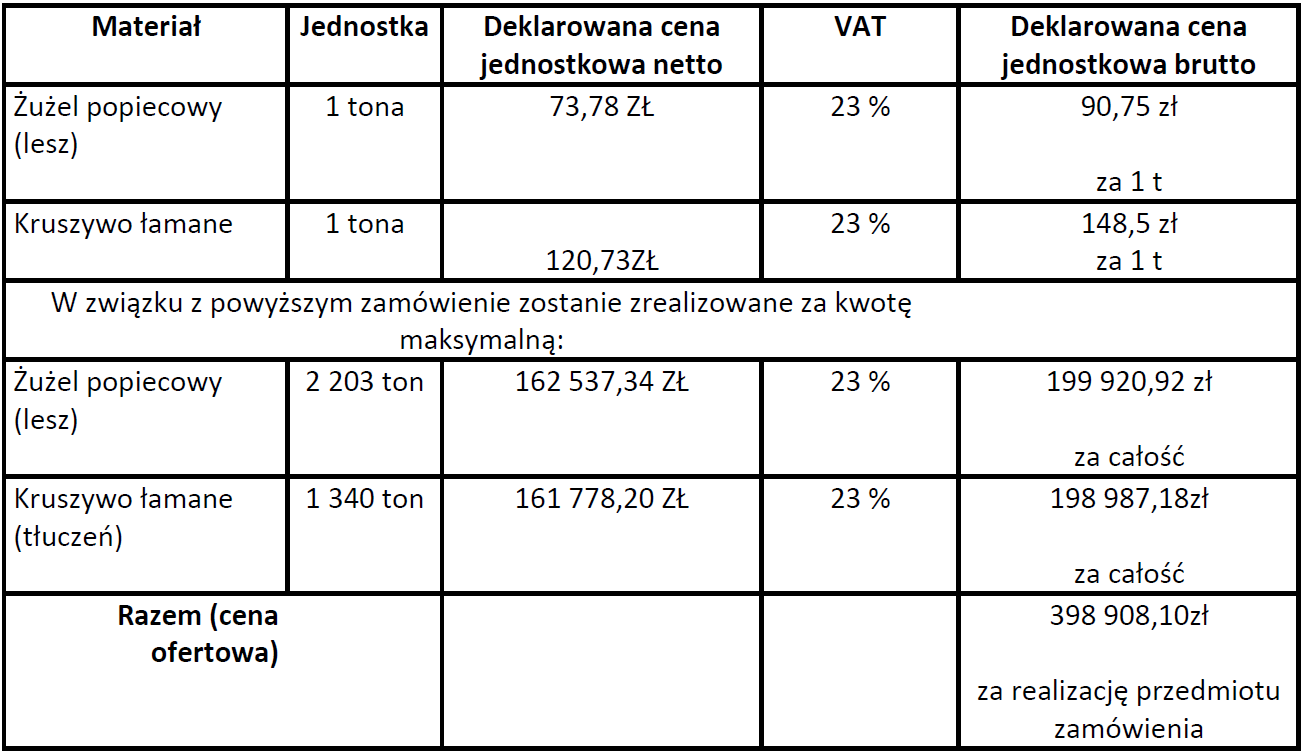 Materiał Jednostka Deklarowana cena VAT Deklarowana cena
jednostkowa netto jednostkowa brutto
Żużel popiecowy 1 tona 73,78 ZŁ 23 % 90,75 zł
(lesz)
za 1 t
Kruszywo łamane 1 tona 23 % 148,5 zł
120,73ZŁ za 1 t
W związku z powyższym zamówienie zostanie zrealizowane za kwotę
maksymalną:
Żużel popiecowy 2 203 ton 162 537,34 ZŁ 23 % 199 920,92 zł
(lesz)
za całość
Kruszywo łamane 1 340 ton 161 778,20 ZŁ 23 % 198 987,18zł
(tłuczeń)
za całość
Razem (cena 398 908,10zł
ofertowa)
za realizację przedmiotu
zamówienia